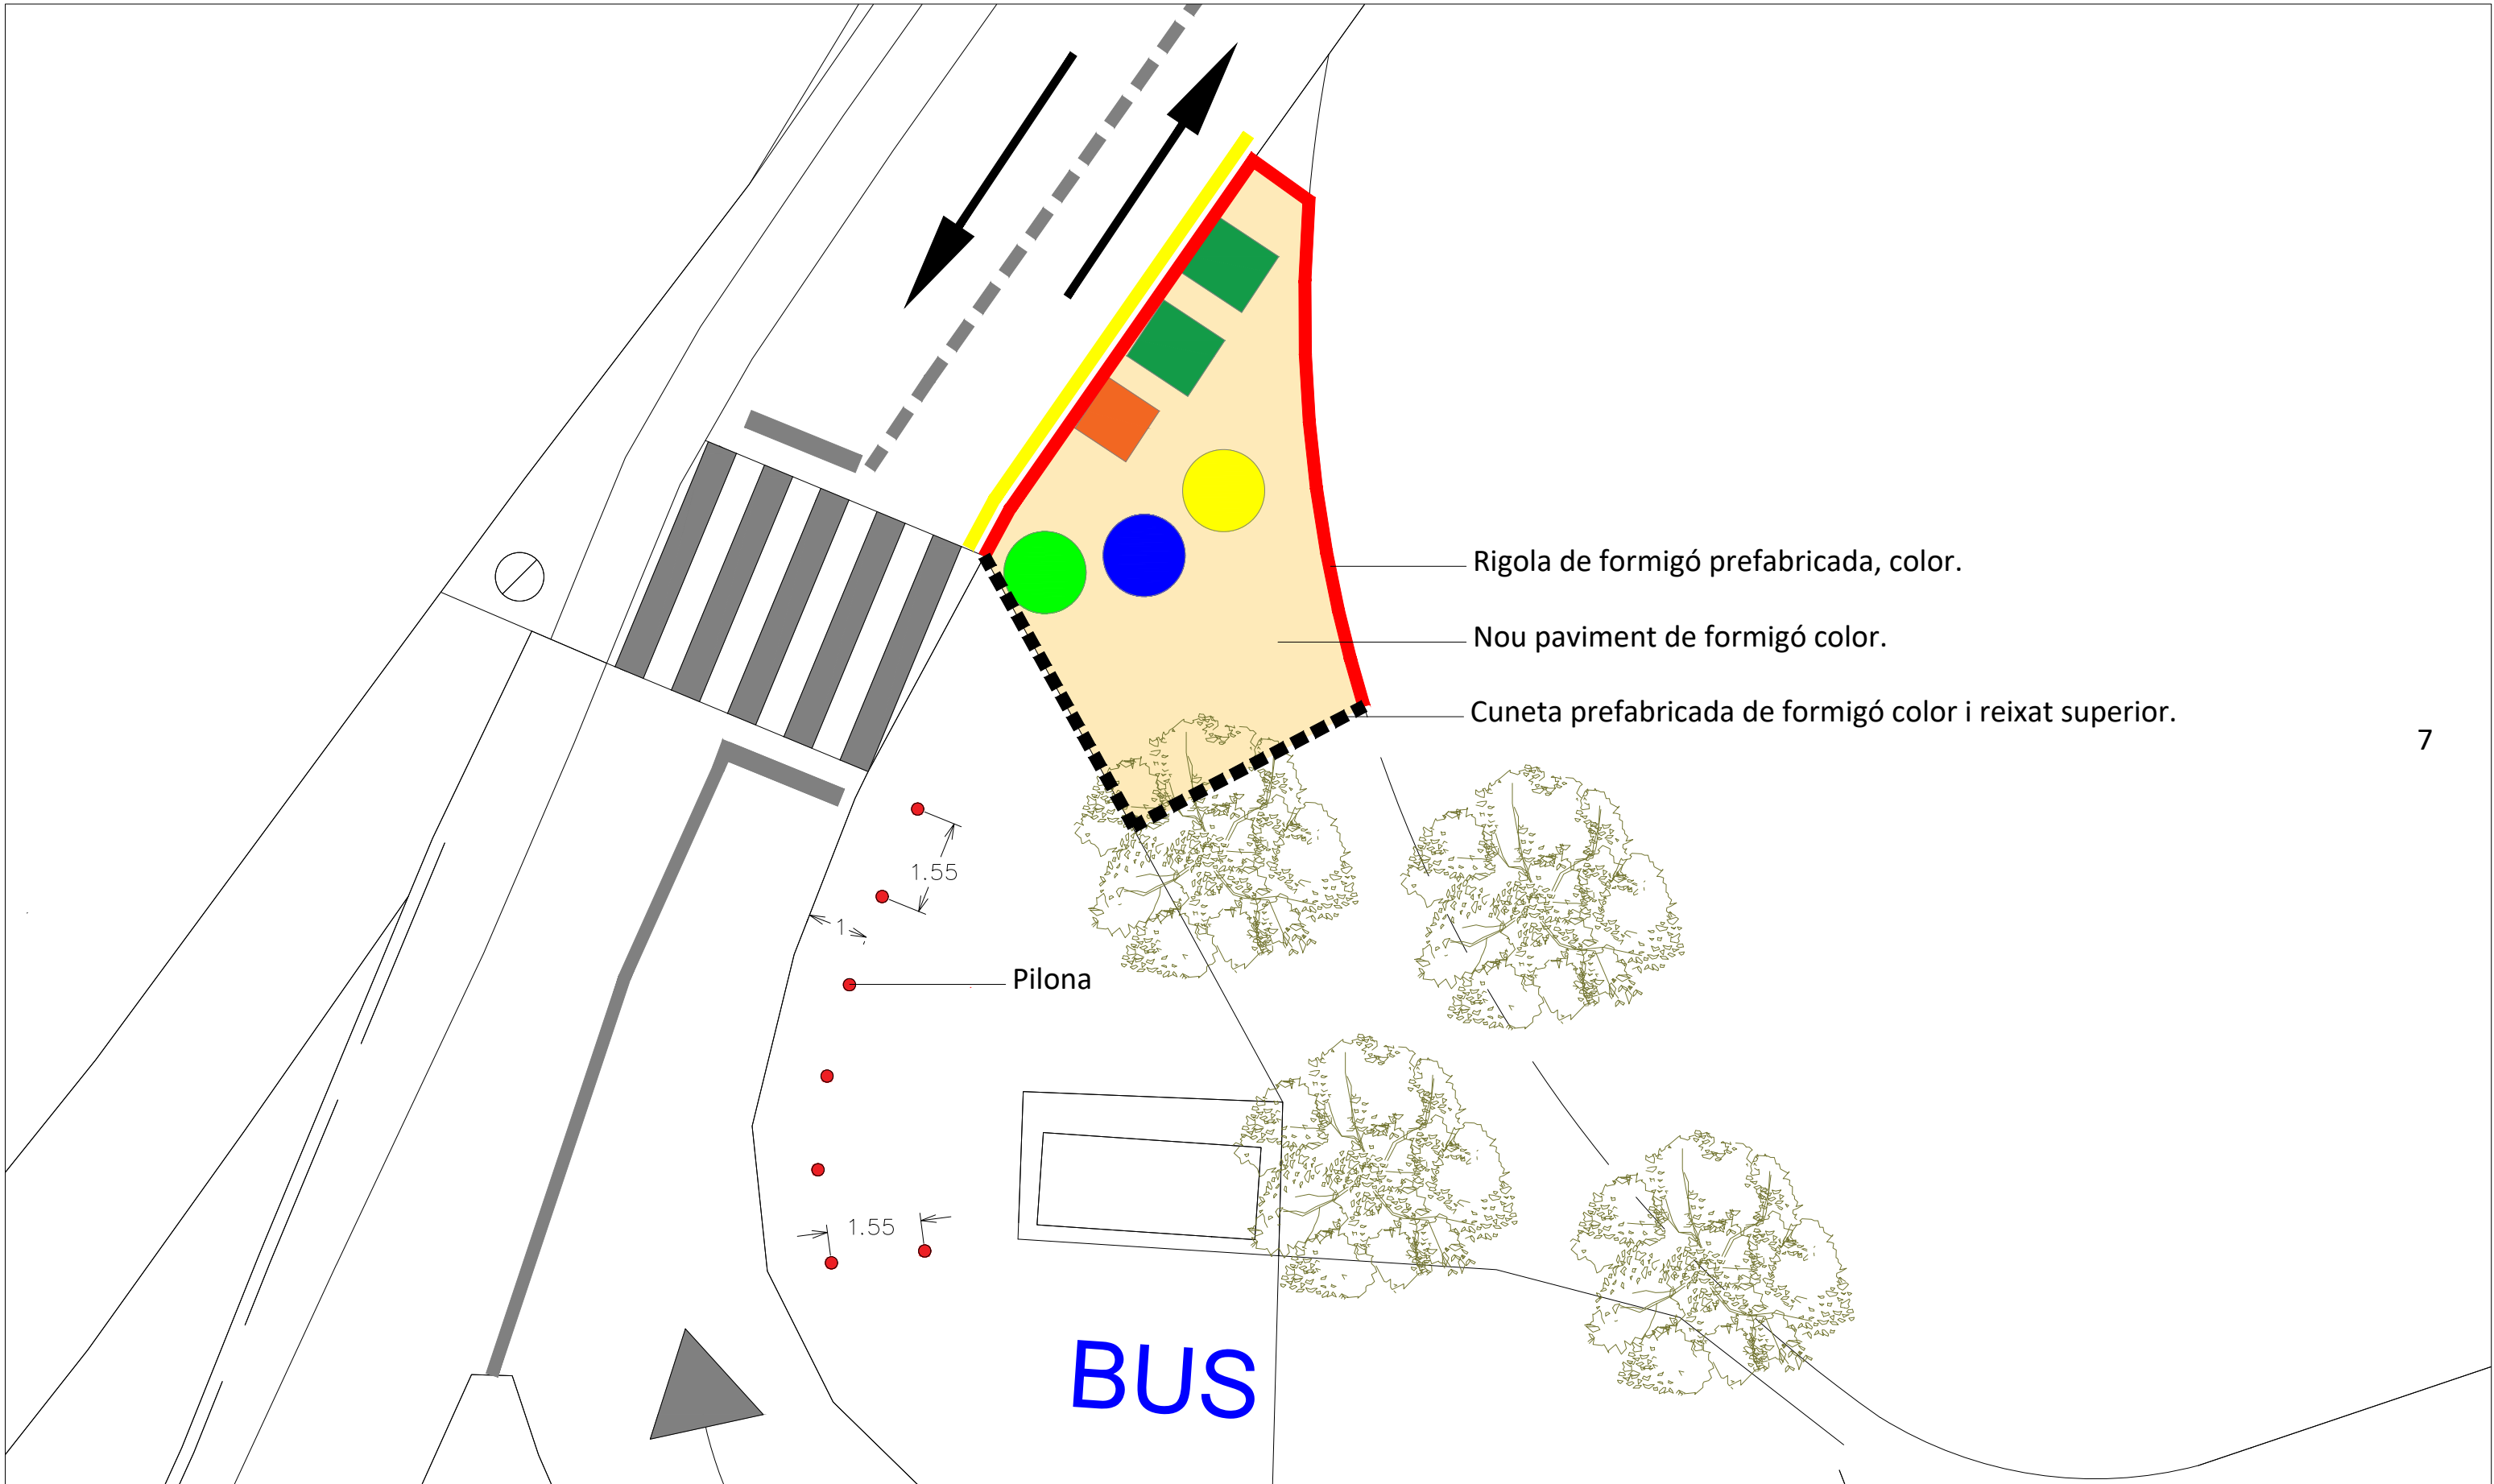 Rigola de formigó prefabricada, color.
Nou paviment de formigó color.
Cuneta prefabricada de formigó color i reixat superior.
7
1.55
1
Pilona
1.55
BUS